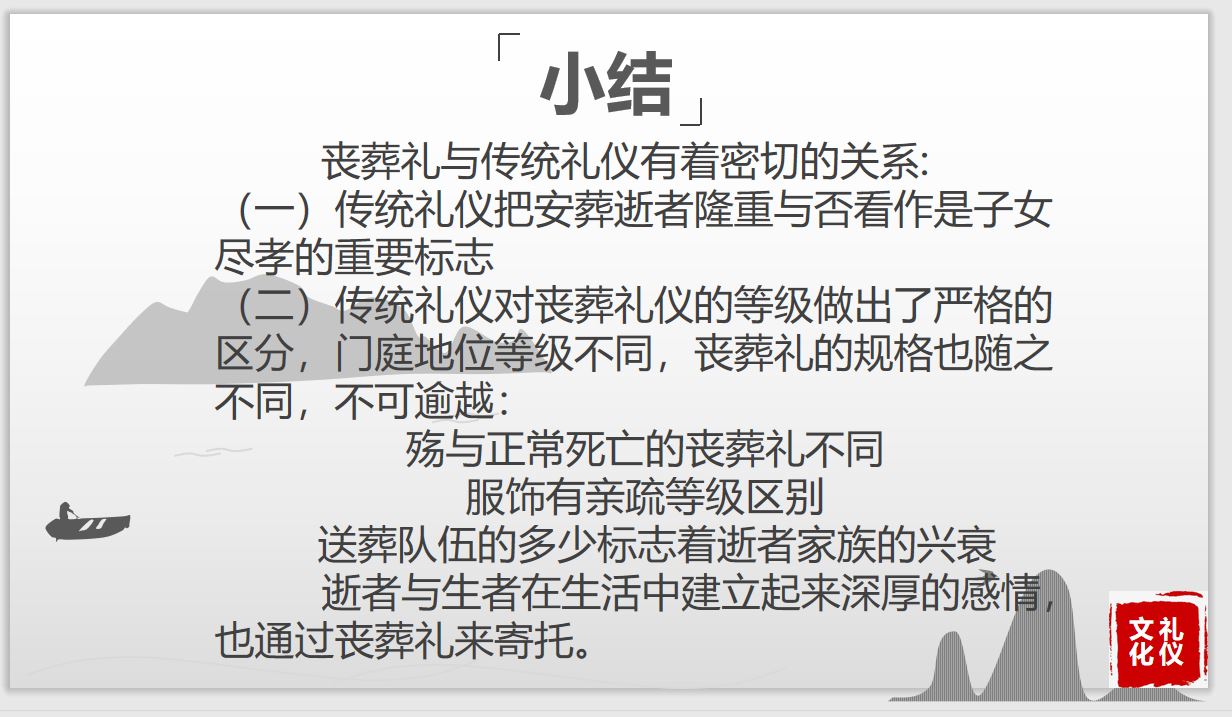 小结
丧葬礼与传统礼仪有着密切的关系:
（一）传统礼仪把安葬逝者隆重与否看作是子女
尽孝的重要标志
（二）传统礼仪对丧葬礼仪的等级做出了严格的
区分，门庭地位等级不同，丧葬礼的规格也随之
不同，不可逾越：
殇与正常死亡的丧葬礼不同
服饰有亲疏等级区别
送葬队伍的多少标志着逝者家族的兴衰
逝者与生者在生活中建立起来深厚的感情，
也通过丧葬礼来寄托。
文礼
化仪